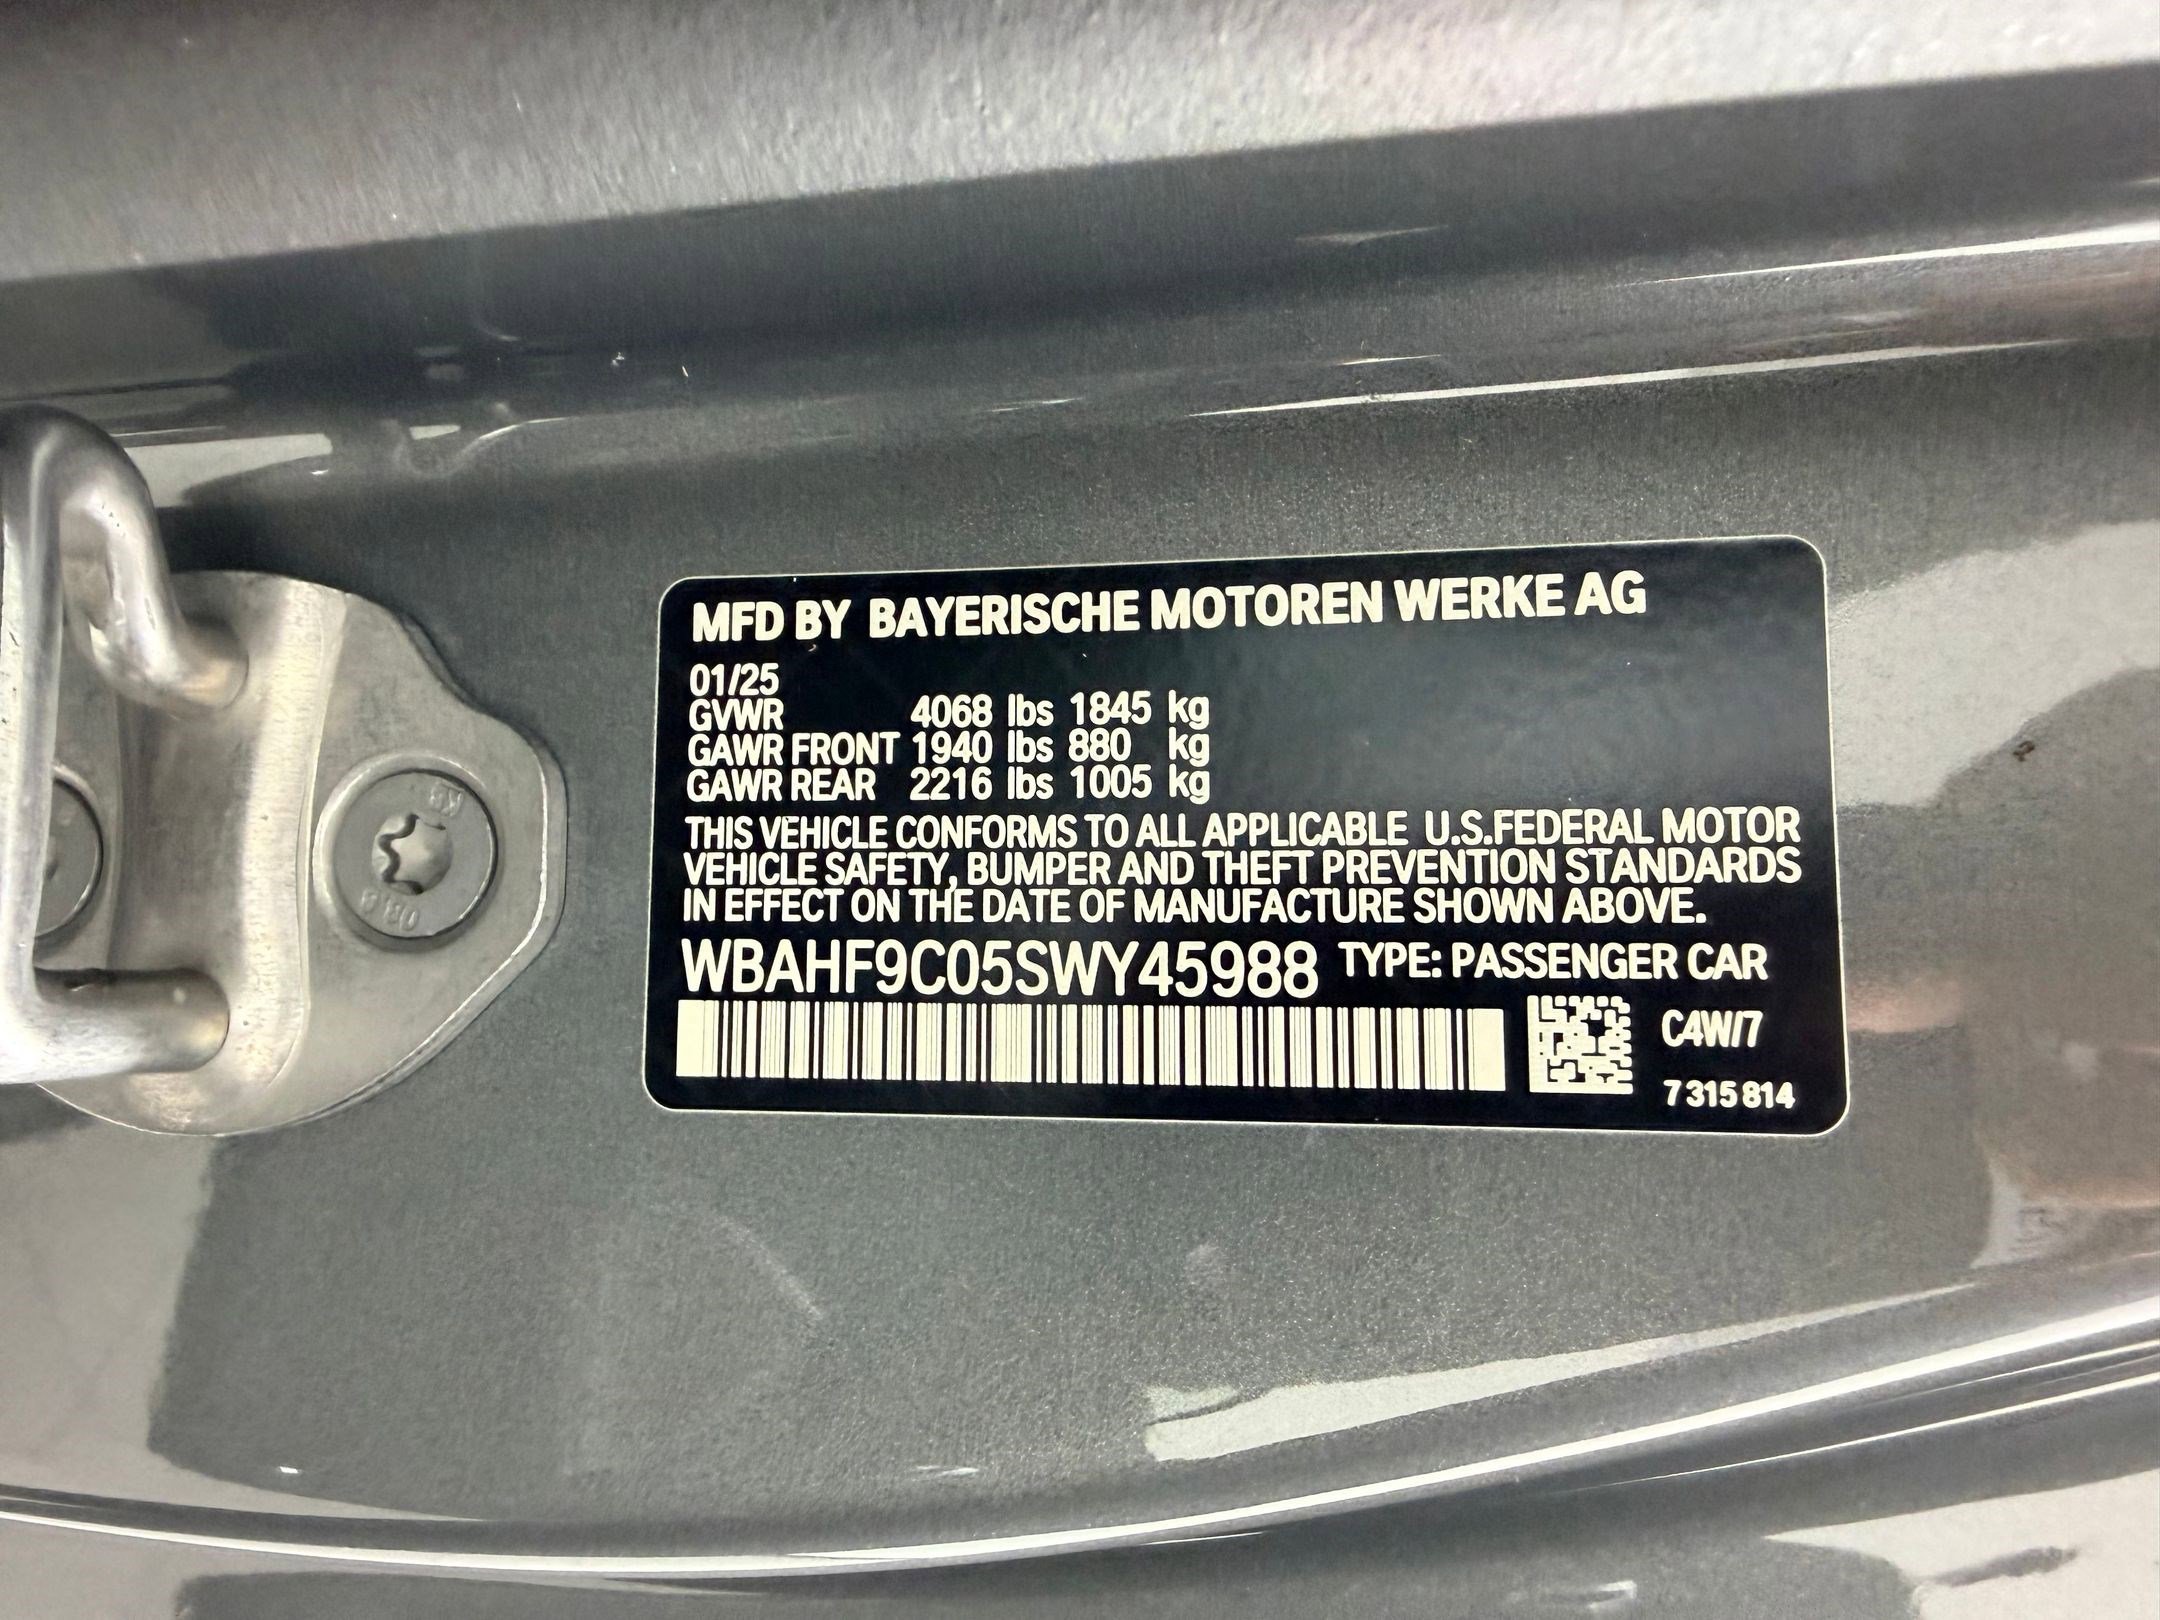 MFD BY BAYERISCHE MOTOREN WERKE AG
01/25
GVWR 4068 lbs 1845 kg
GAWR FRONT 1940 lbs 880 kg
GAWR REAR 2216 lbs 1005 kg
THIS VEHICLE CONFORMS TO ALL APPLICABLE U.S.FEDERAL MOTOR
VEHICLE SAFETY, BUMPER AND THEFT PREVENTION STANDARDS
IN EFFECT ON THE DATE OF MANUFACTURE SHOWN ABOVE.
WBAHF9C05SWY45988 TYPE: PASSENGER CAR
C4W/7
7 315 814